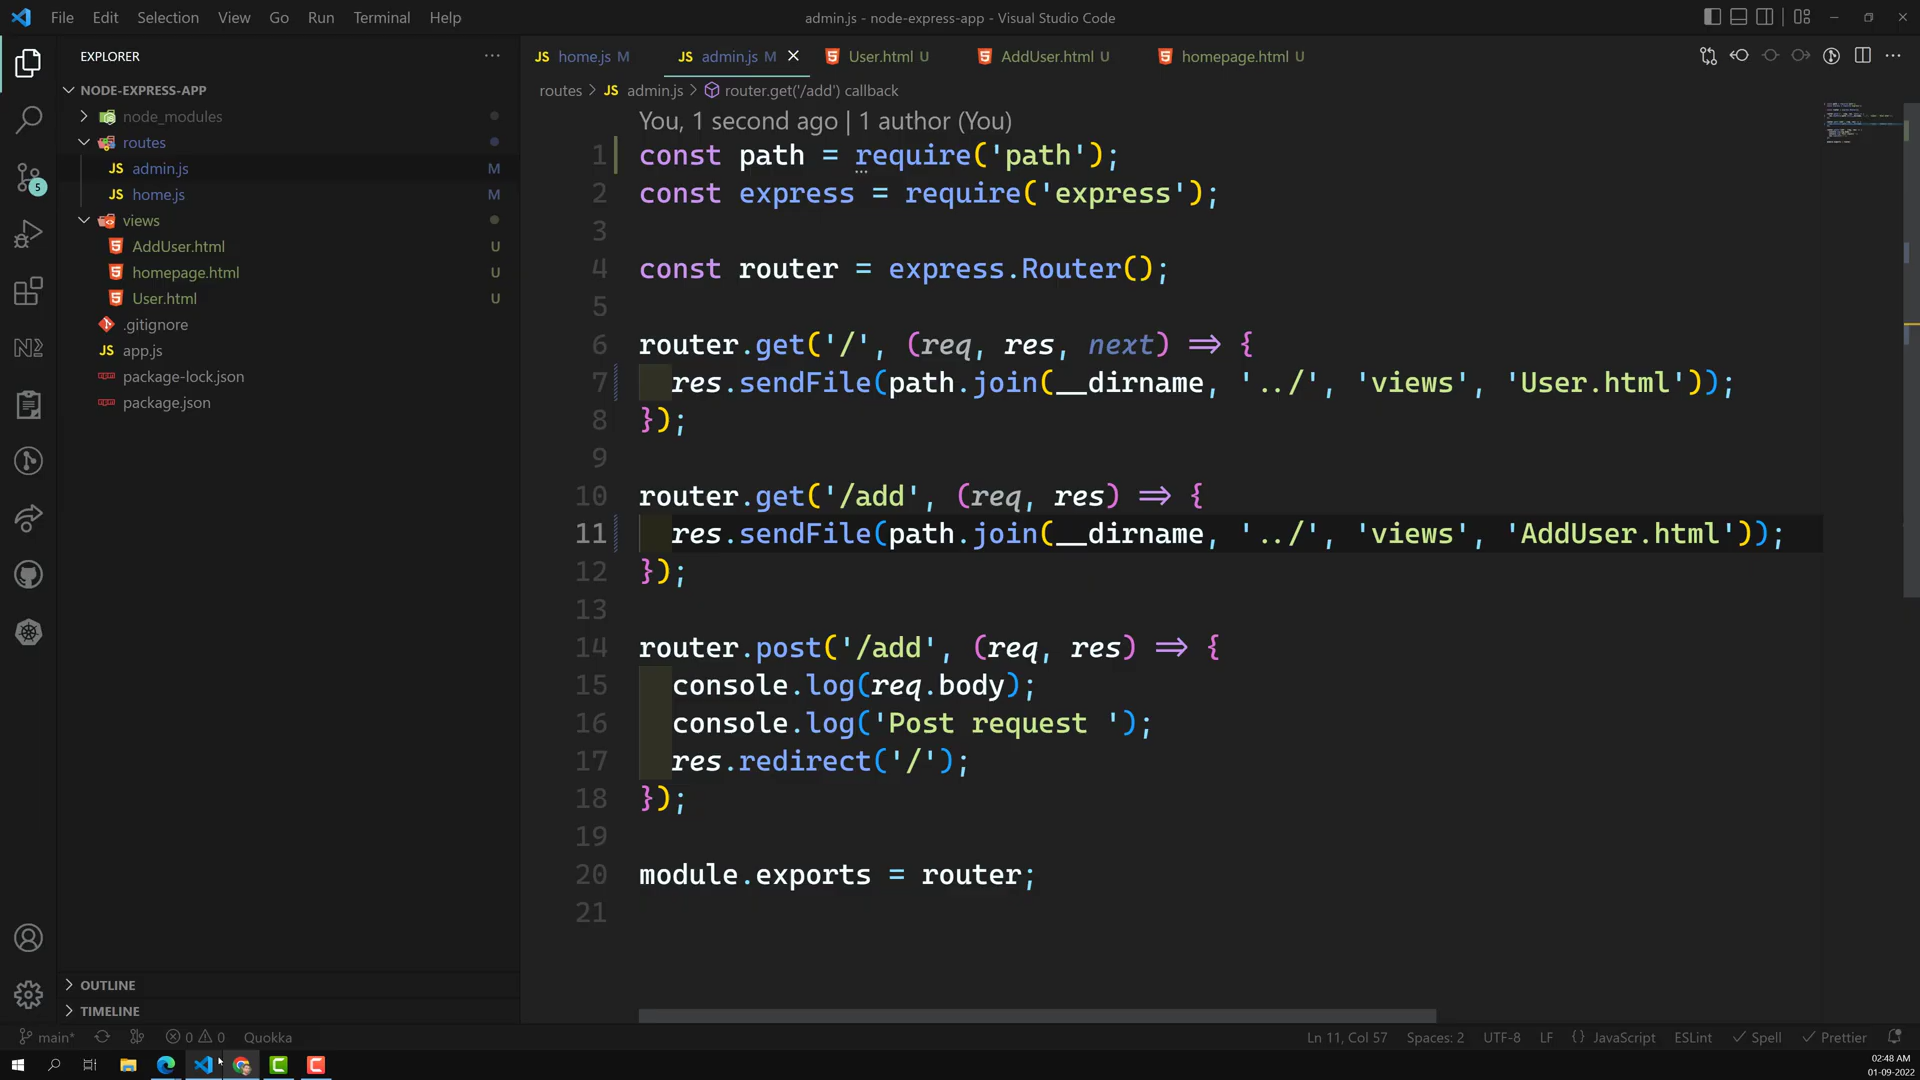 File Edit Selection View Go Run Terminal Help
admin.js - node-express-app - Visual Studio Code
EXPLORER
NODE-EXPRESS-APP
node_modules
routes
JS admin.js M
JS home.js M
views
AddUser.html U
homepage.html U
User.html U
.gitignore
JS app.js
package-lock.json
package.json
OUTLINE
TIMELINE
5
JS home.js M
JS admin.js M
User.html U
AddUser.html U
homepage.html U
routes > JS admin.js > router.get('/add') callback
You, 1 second ago | 1 author (You)
1 const path = require('path');
2 const express = require('express');
3
4 const router = express.Router();
5
6 router.get('/', (req, res, next) => {
7 res.sendFile(path.join(__dirname, '../', 'views', 'User.html'));
8 });
9
10 router.get('/add', (req, res) => {
11 res.sendFile(path.join(__dirname, '../', 'views', 'AddUser.html'));
12 });
13
14 router.post('/add', (req, res) => {
15 console.log(req.body);
16 console.log('Post request ');
17 res.redirect('/');
18 });
19
20 module.exports = router;
21
main* 0 0 Quokka
Ln 11, Col 57 Spaces: 2 UTF-8 LF {} JavaScript ESLint Spell Prettier
02:48 AM
01-09-2022